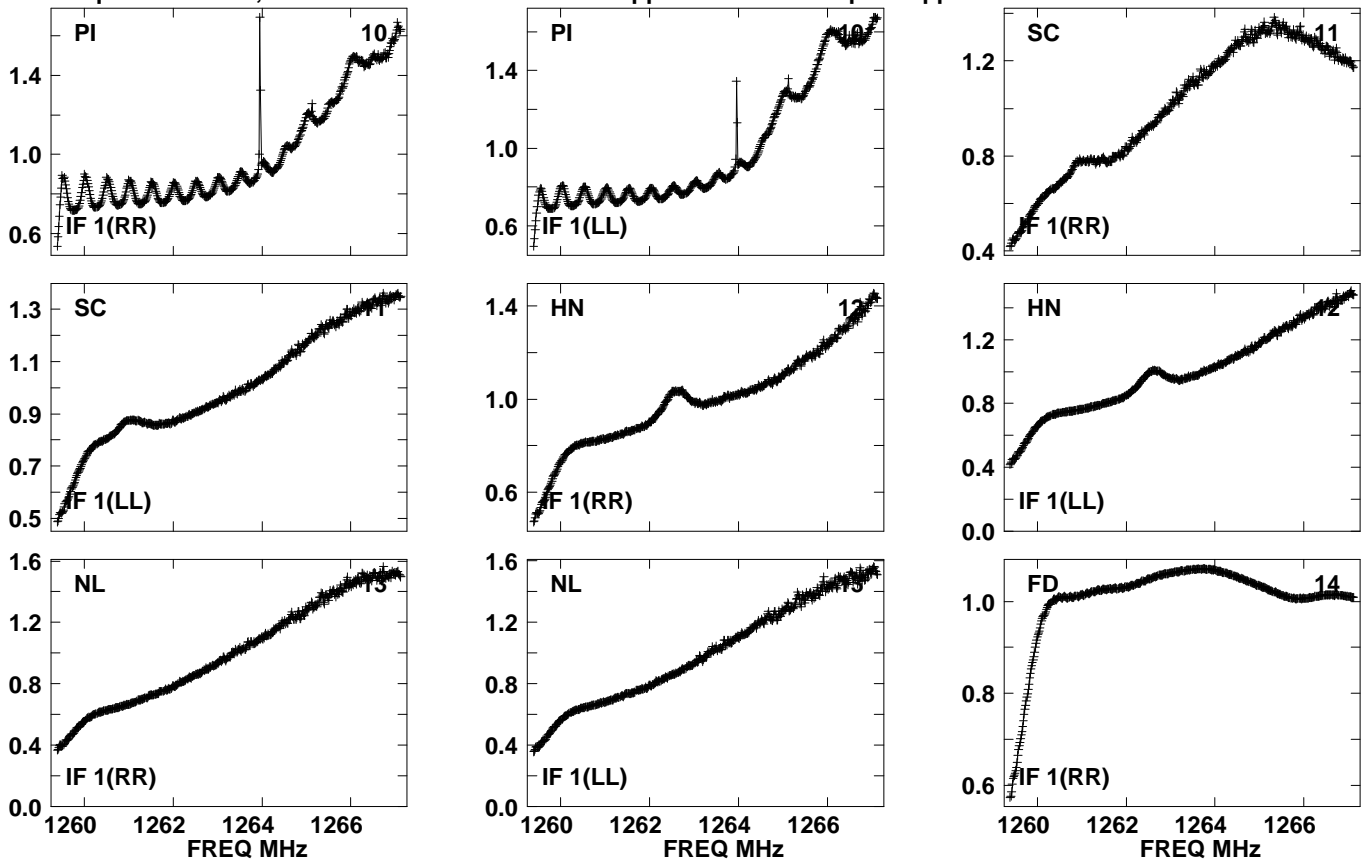 PI 10
1.4
1.0
0.6
IF 1(RR)
PI 10
1.4
1.0
0.6
IF 1(LL)
SC 11
1.2
0.8
0.4
IF 1(RR)
SC 11
1.3
1.1
0.9
0.7
0.5
IF 1(LL)
HN 12
1.4
1.0
0.6
IF 1(RR)
HN 12
1.2
0.8
0.4
0.0
IF 1(LL)
NL 13
1.6
1.2
0.8
0.4
0.0
IF 1(RR)
1260 1262 1264 1266
FREQ MHz
NL 13
1.6
1.2
0.8
0.4
0.0
IF 1(LL)
1260 1262 1264 1266
FREQ MHz
FD 14
1.0
0.8
0.6
IF 1(RR)
1260 1262 1264 1266
FREQ MHz